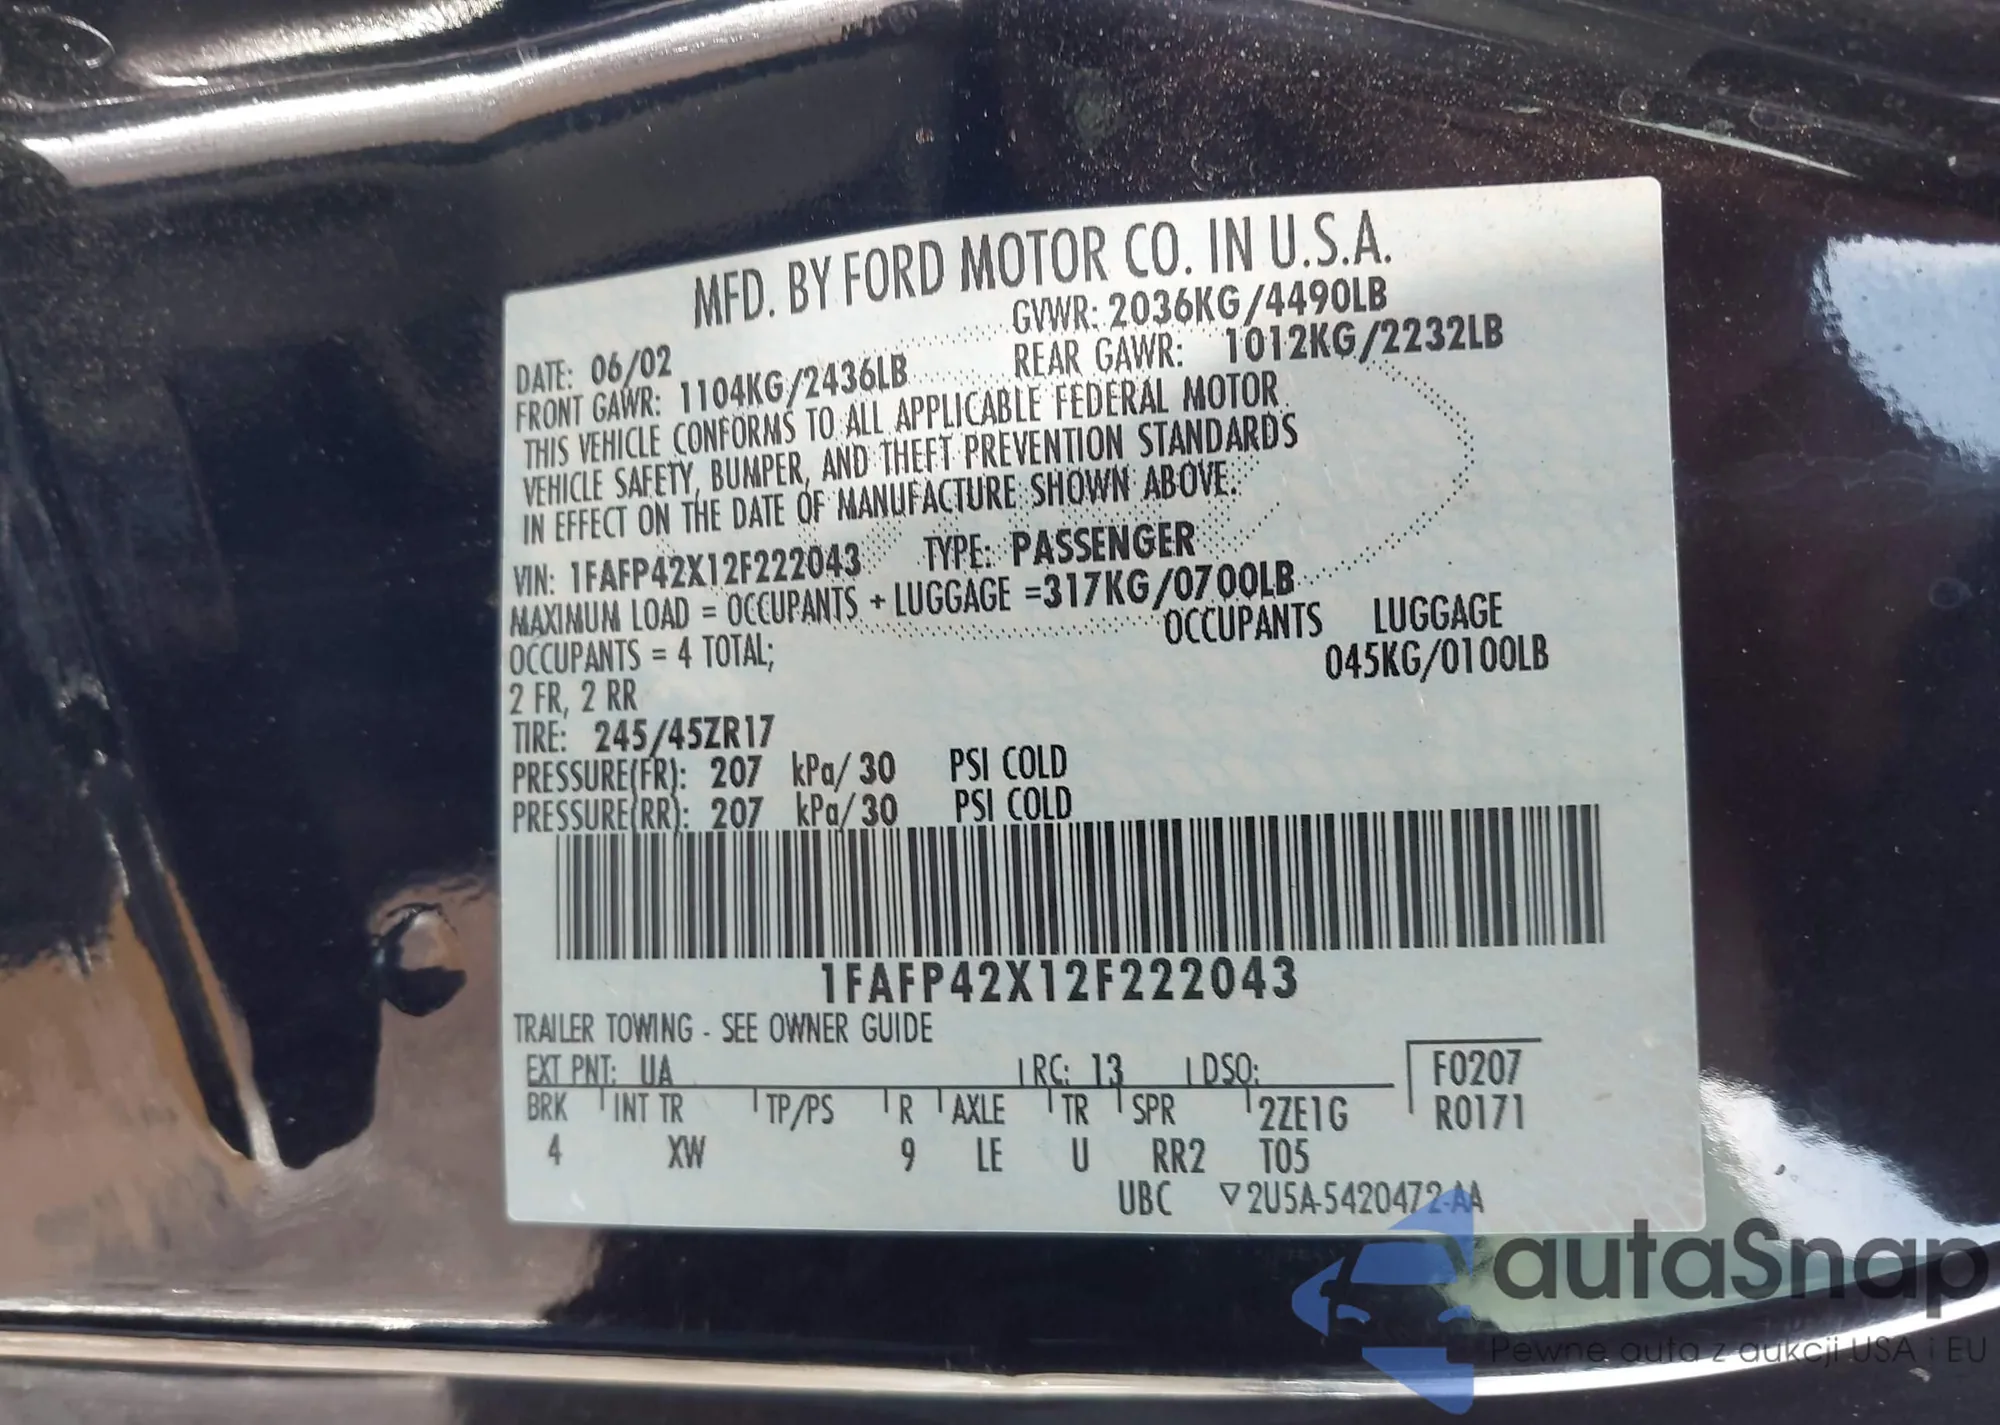 MFD. BY FORD MOTOR CO. IN U.S.A.
DATE: 06/02 GVWR: 2036KG/4490LB
FRONT GAWR: 1104KG/2436LB REAR GAWR: 1012KG/2232LB
THIS VEHICLE CONFORMS TO ALL APPLICABLE FEDERAL MOTOR
VEHICLE SAFETY, BUMPER, AND THEFT PREVENTION STANDARDS
IN EFFECT ON THE DATE OF MANUFACTURE SHOWN ABOVE.
VIN: 1FAFP42X12F222043 TYPE: PASSENGER
MAXIMUM LOAD = OCCUPANTS + LUGGAGE =317KG/0700LB
OCCUPANTS = 4 TOTAL; OCCUPANTS LUGGAGE
2 FR, 2 RR 045KG/0100LB
TIRE: 245/45ZR17
PRESSURE(FR): 207 kPa/ 30 PSI COLD
PRESSURE(RR): 207 kPa/ 30 PSI COLD
1FAFP42X12F222043
TRAILER TOWING - SEE OWNER GUIDE
EXT PNT: UA RC: 13 DSO: F0207
BRK INT TR TP/PS R AXLE TR SPR 2ZE1G R0171
4 XW 9 LE U RR2 T05
UBC ▽2U5A-5420472-AA
autaSnap
Pewne auta z aukcji USA i EU